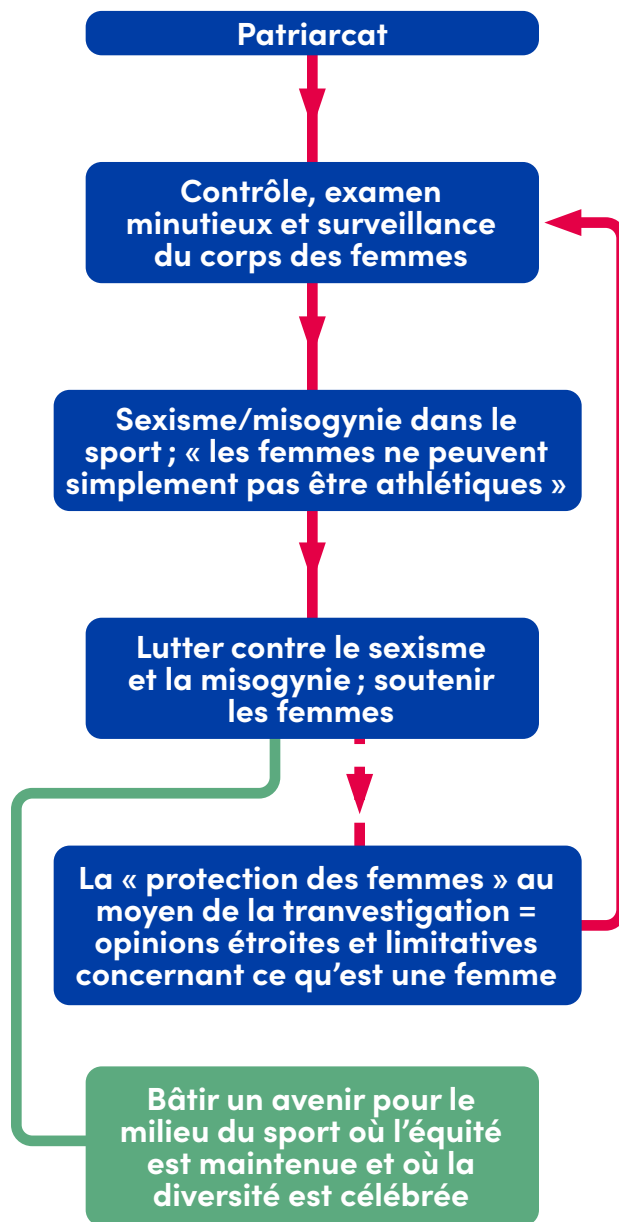 Patriarcat
Contrôle, examen
minutieux et surveillance
du corps des femmes
Sexisme/misogynie dans le
sport ; « les femmes ne peuvent
simplement pas être athlétiques »
Lutter contre le sexisme
et la misogynie ; soutenir
les femmes
La « protection des femmes » au
moyen de la tranvestigation =
opinions étroites et limitatives
concernant ce qu’est une femme
Bâtir un avenir pour le
milieu du sport où l’équité
est maintenue et où la
diversité est célébrée